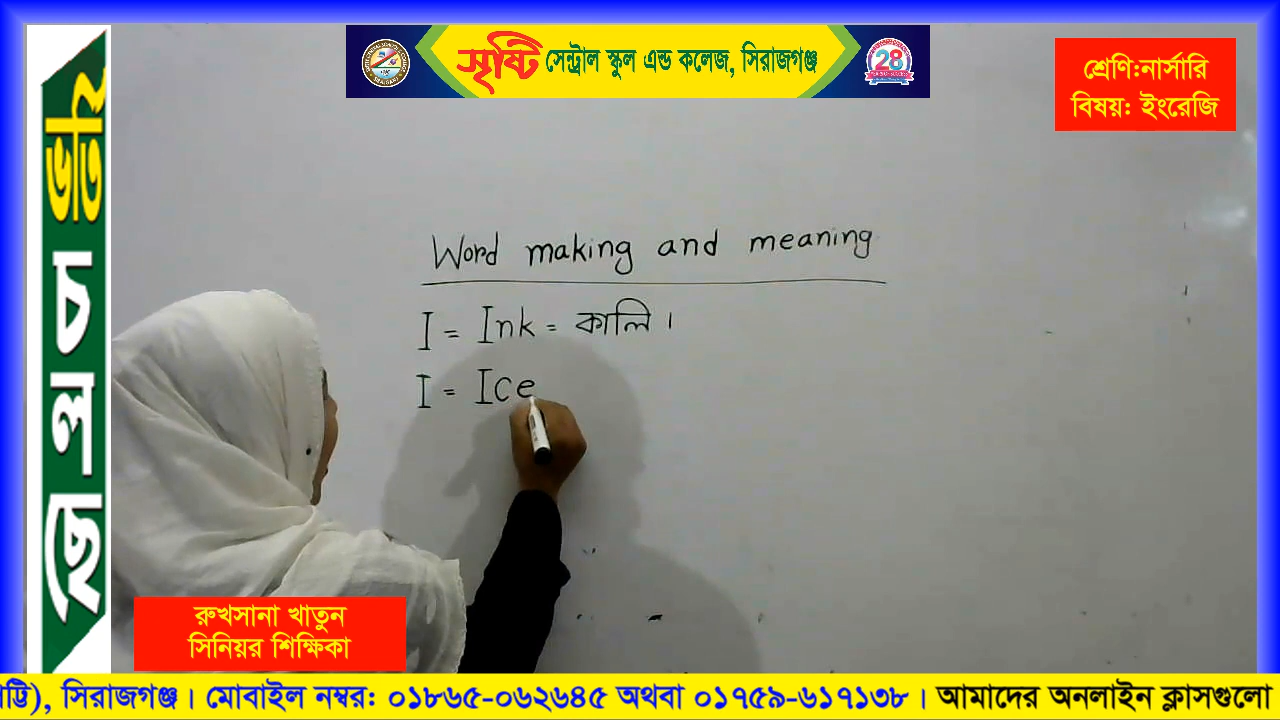 সৃষ্টি সেন্ট্রাল স্কুল এন্ড কলেজ, সিরাজগঞ্জ
28
শ্রেণি:নার্সারি
বিষয়: ইংরেজি
ভর্তি চলছে
Word making and meaning
I = Ink = কালি।
I = Ice
রুখসানা খাতুন
সিনিয়র শিক্ষিকা
সিরাজগঞ্জ। মোবাইল নম্বর: ০১৮৬৫-০৬২৬৪৫ অথবা ০১৭৫৯-৬১৭১৩৮। আমাদের অনলাইন ক্লাসগুলো